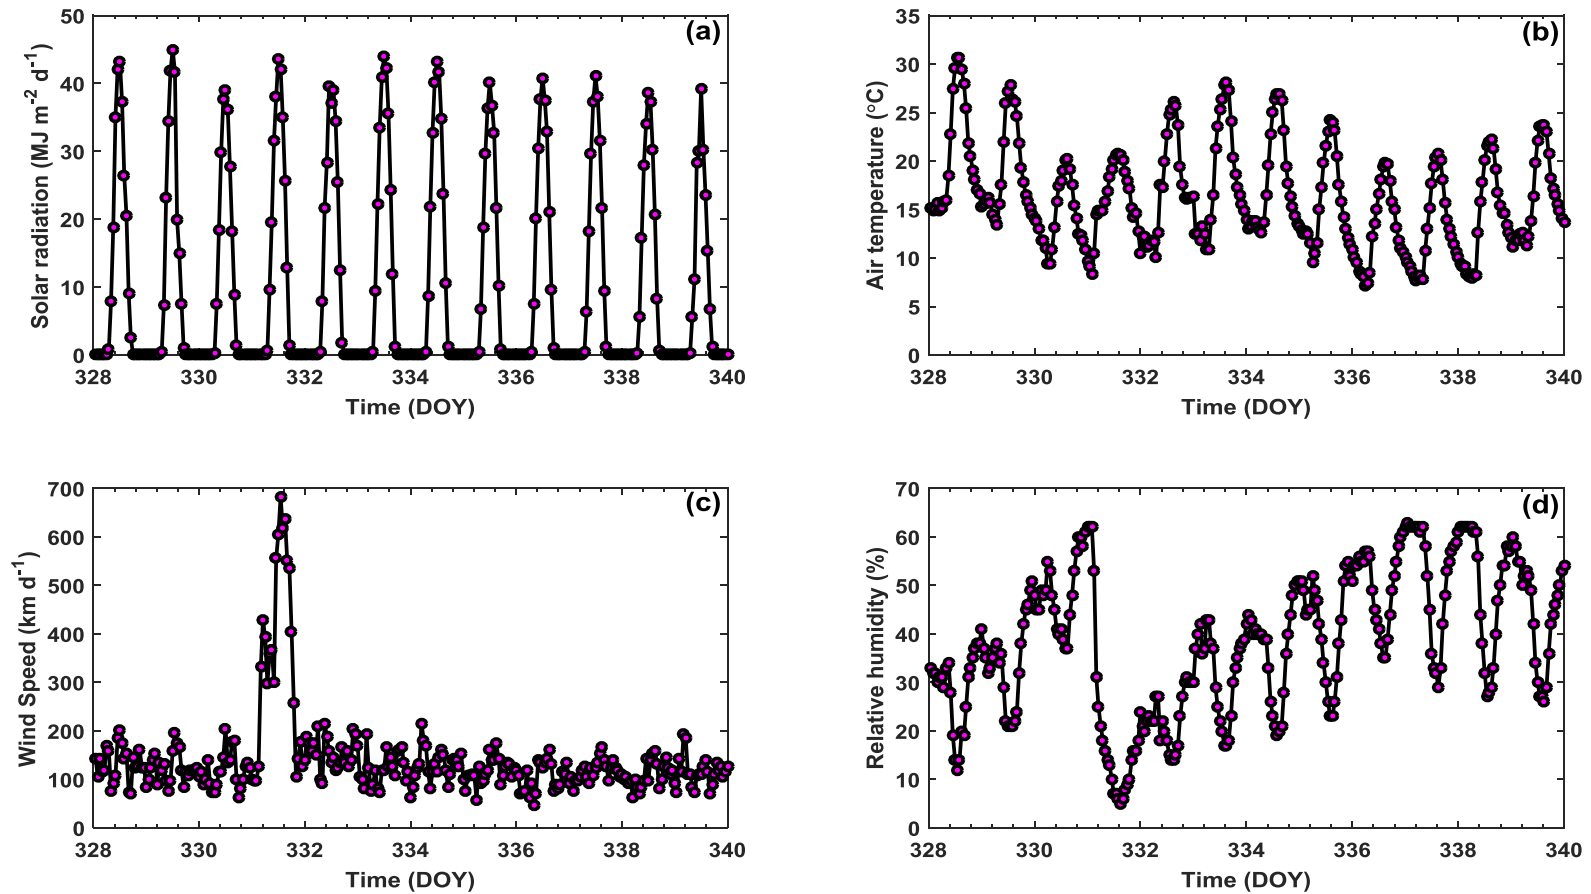 (a)
50
40
30
20
10
0
Solar radiation (MJ m-2 d-1)
328 330 332 334 336 338 340
Time (DOY)
(b)
35
30
25
20
15
10
5
0
Air temperature (°C)
328 330 332 334 336 338 340
Time (DOY)
(c)
700
600
500
400
300
200
100
0
Wind Speed (km d-1)
328 330 332 334 336 338 340
Time (DOY)
(d)
70
60
50
40
30
20
10
0
Relative humidity (%)
328 330 332 334 336 338 340
Time (DOY)